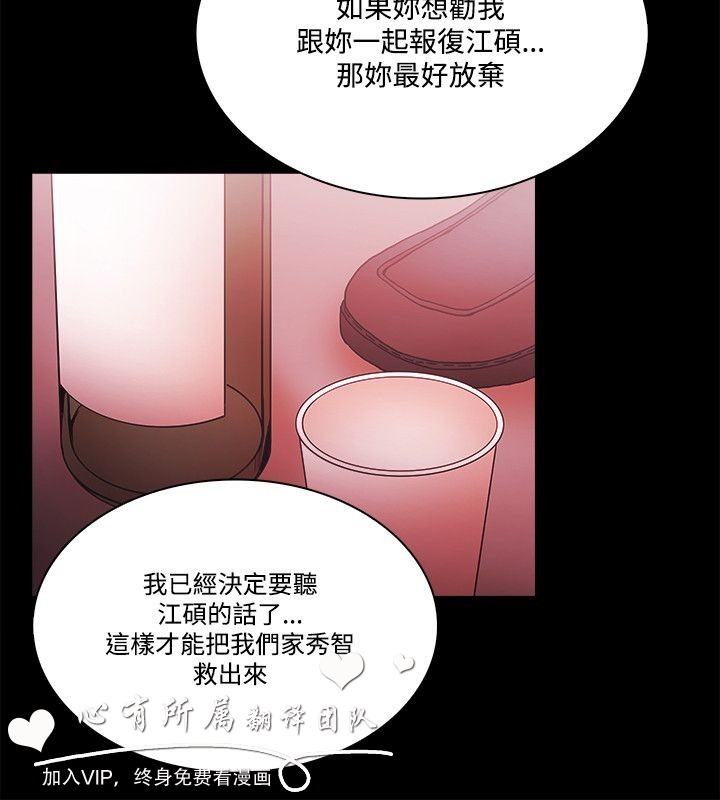 如果妳想勸我
跟妳一起報復江碩...
那妳最好放棄
我已經決定要聽
江碩的話了...
這樣才能把我們家秀智
救出來
心有所属翻译团队
加入VIP，终身免费看漫画